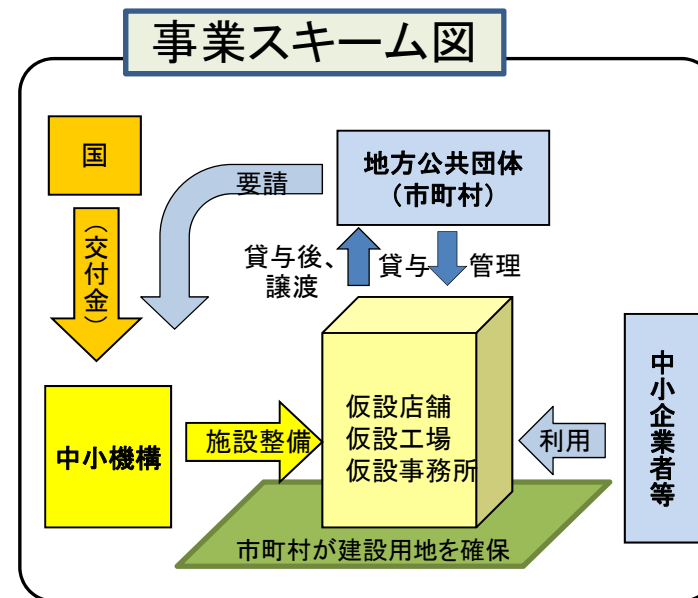 事業スキーム図
国
要請
地方公共団体
（市町村）
（交付金）
貸与後、
譲渡
貸与
管理
中小機構
施設整備
仮設店舗
仮設工場
仮設事務所
利用
中小企業者等
市町村が建設用地を確保